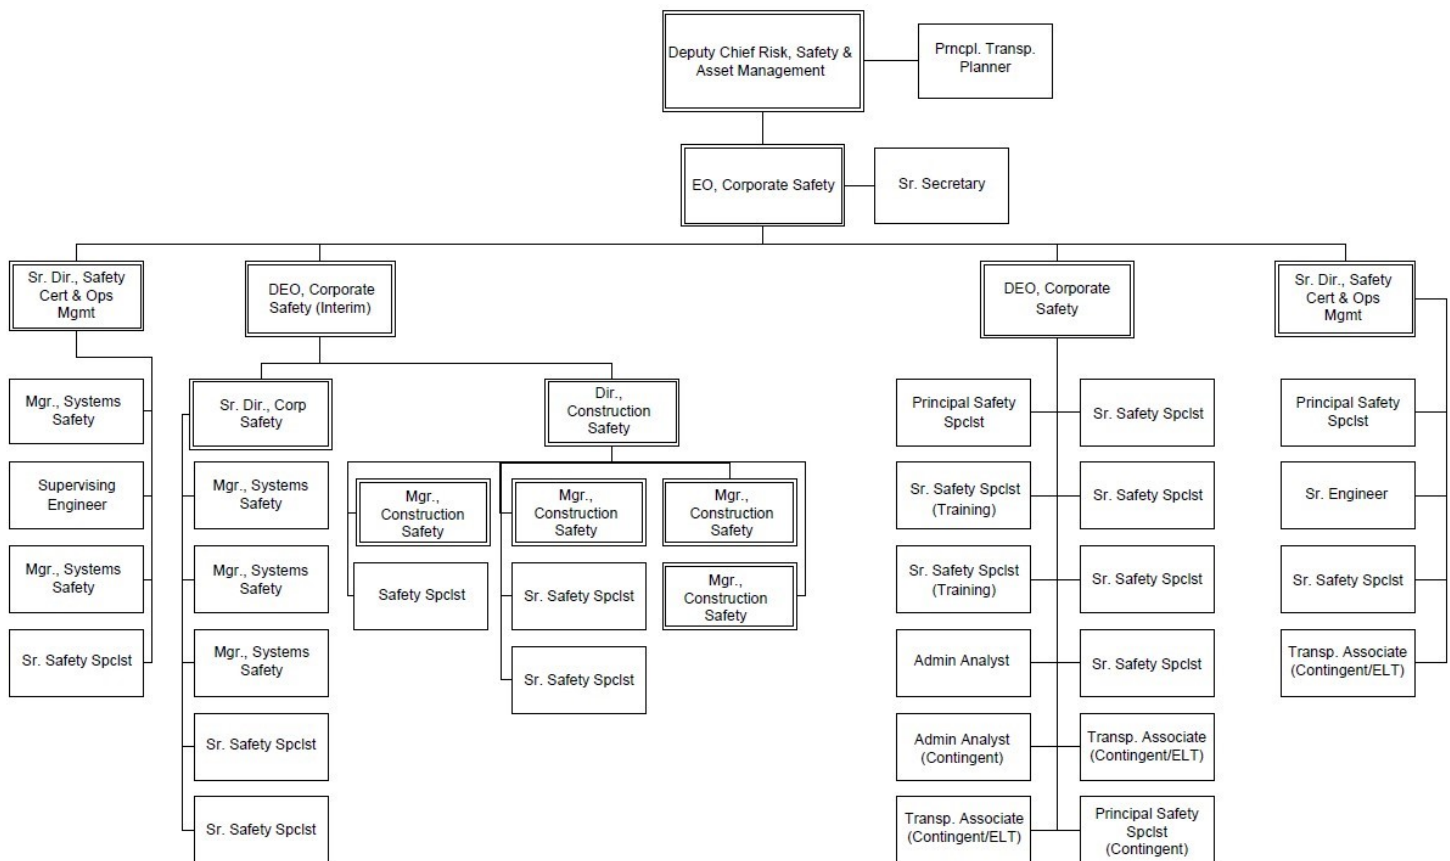 Deputy Chief Risk, Safety &
Asset Management
Prncpl. Transp.
Planner
EO, Corporate Safety
Sr. Secretary
Sr. Dir., Safety
Cert & Ops
Mgmt
DEO, Corporate
Safety (Interim)
DEO, Corporate
Safety
Sr. Dir., Safety
Cert & Ops
Mgmt
Mgr., Systems
Safety
Supervising
Engineer
Mgr., Systems
Safety
Sr. Safety Spclst
Sr. Dir., Corp
Safety
Mgr., Systems
Safety
Mgr., Systems
Safety
Mgr., Systems
Safety
Sr. Safety Spclst
Sr. Safety Spclst
Dir.,
Construction
Safety
Mgr.,
Construction
Safety
Safety Spclst
Mgr.,
Construction
Safety
Sr. Safety Spclst
Sr. Safety Spclst
Mgr.,
Construction
Safety
Mgr.,
Construction
Safety
Principal Safety
Spclst
Sr. Safety Spclst
(Training)
Sr. Safety Spclst
(Training)
Admin Analyst
Admin Analyst
(Contingent)
Transp. Associate
(Contingent/ELT)
Sr. Safety Spclst
Sr. Safety Spclst
Sr. Safety Spclst
Sr. Safety Spclst
Transp. Associate
(Contingent/ELT)
Principal Safety
Spclst
(Contingent)
Principal Safety
Spclst
Sr. Engineer
Sr. Safety Spclst
Transp. Associate
(Contingent/ELT)